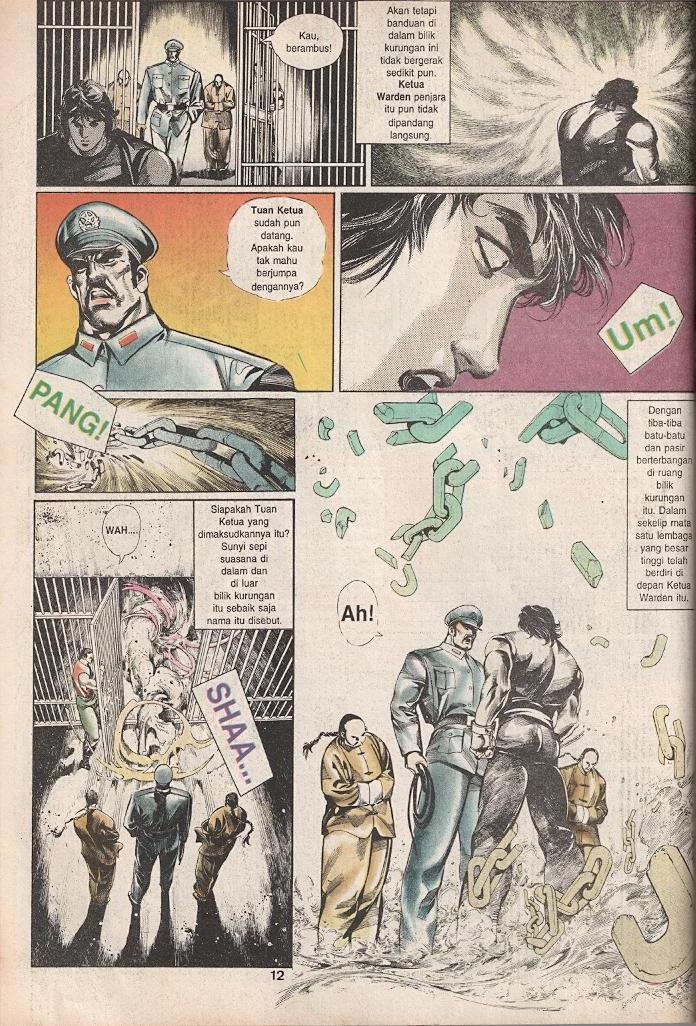 Kau,
berambus!
Akan tetapi
banduan di
dalam bilik
kurungan ini
tidak bergerak
sedikit pun.
Ketua
Warden penjara
itu pun tidak
dipandang
langsung.
Tuan Ketua
sudah pun
datang.
Apakah kau
tak mahu
berjumpa
dengannya?
Um!
PANG!
Dengan
tiba-tiba
batu-batu
dan pasir
berterbangan
di ruang
bilik
kurungan
itu. Dalam
sekelip mata
satu lembaga
yang besar
tinggi telah
berdiri di
depan Ketua
Warden itu.
WAH....
Siapakah Tuan
Ketua yang
dimaksudkannya itu?
Sunyi sepi
suasana di
dalam dan
di luar
bilik kurungan
itu sebaik saja
nama itu disebut.
SHAA...
Ah!
12